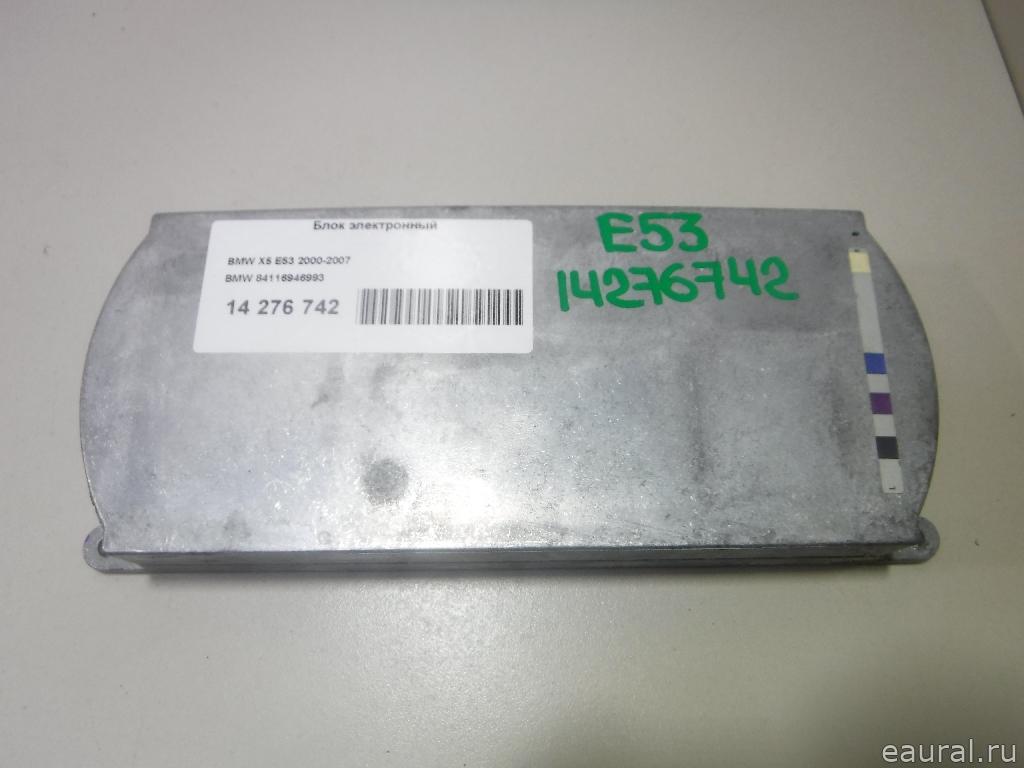 Блок электронный
BMW X5 E53 2000-2007
BMW 84116946993
14 276 742
E53
14276742
eaural.ru